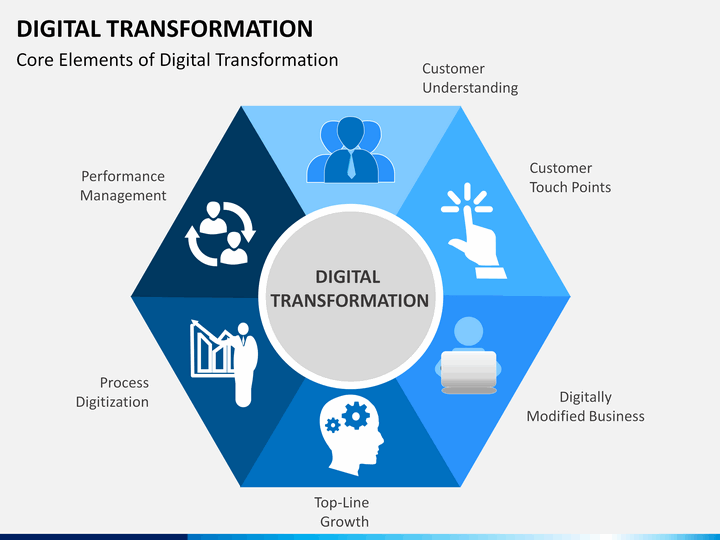 DIGITAL TRANSFORMATION
Core Elements of Digital Transformation
Customer
Understanding
Customer
Touch Points
Performance
Management
DIGITAL
TRANSFORMATION
Process
Digitization
Digitally
Modified Business
Top-Line
Growth